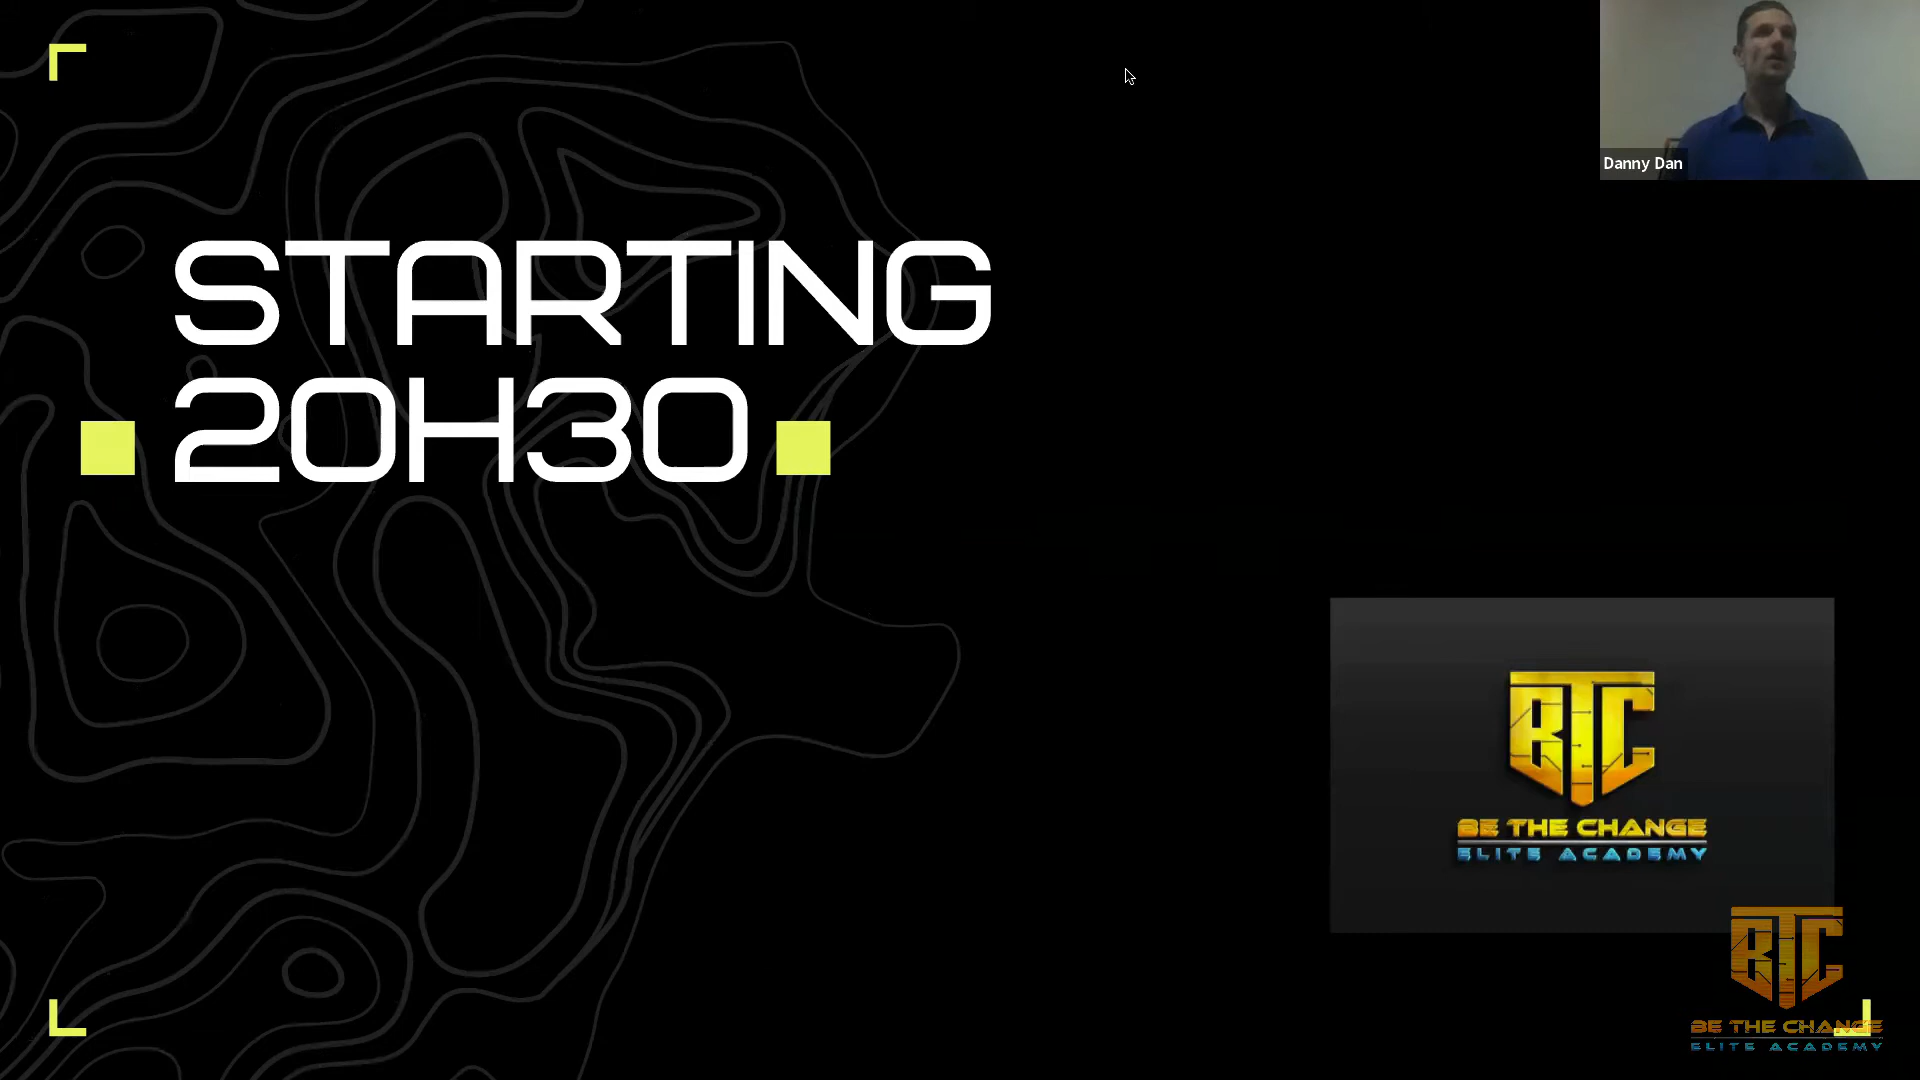 Danny Dan
STARTING
20H30
BTC
BE THE CHANGE
ELITE ACADEMY
BTC
BE THE CHANGE
ELITE ACADEMY